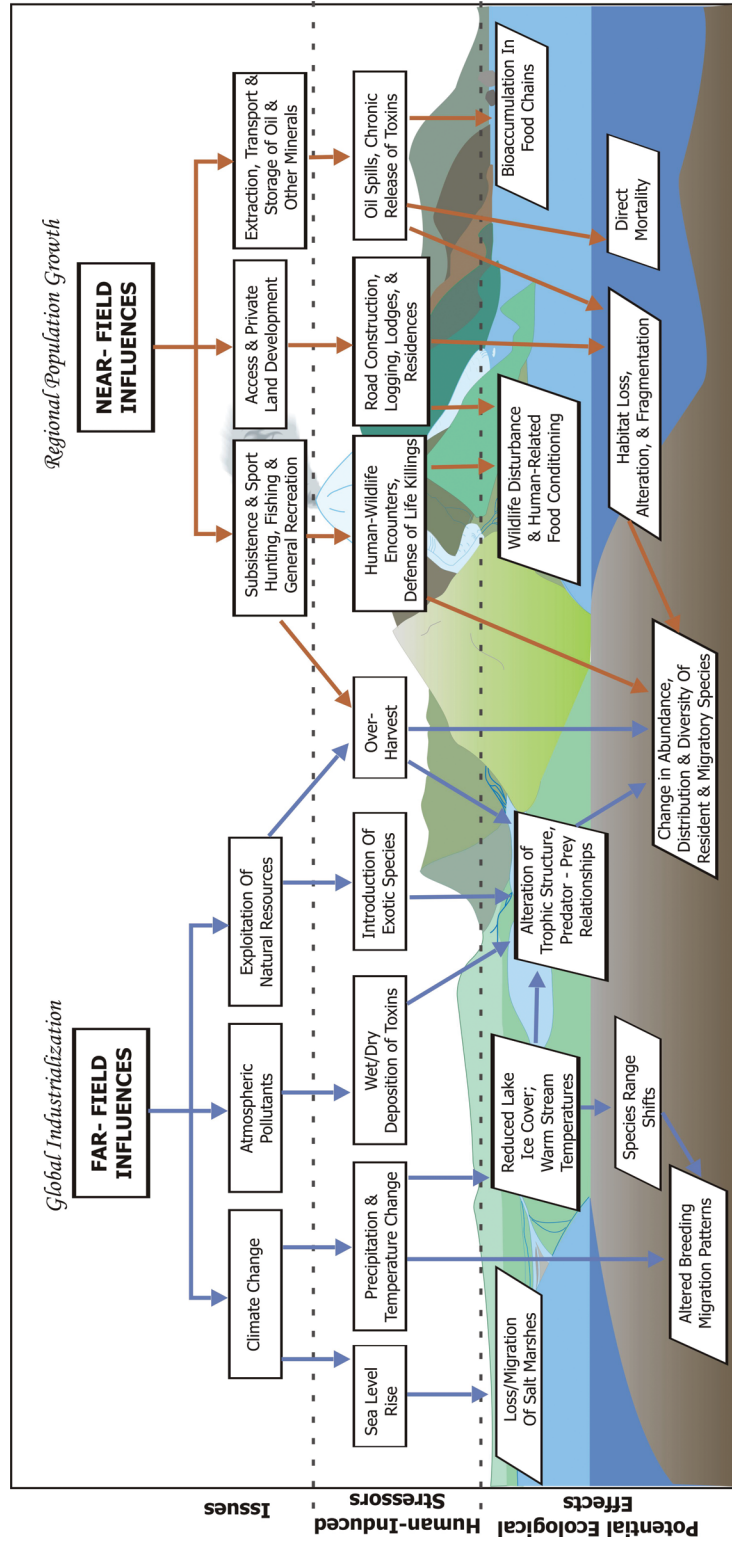 Global Industrialization
FAR- FIELD
INFLUENCES
Regional Population Growth
NEAR- FIELD
INFLUENCES
Issues
Climate Change
Atmospheric
Pollutants
Exploitation Of
Natural Resources
Subsistence & Sport
Hunting, Fishing &
General Recreation
Access & Private
Land Development
Extraction, Transport &
Storage of Oil &
Other Minerals
Human-Induced
Stressors
Sea Level
Rise
Precipitation &
Temperature Change
Wet/Dry
Deposition of Toxins
Introduction Of
Exotic Species
Over-
Harvest
Human-Wildlife
Encounters,
Defense of Life Killings
Road Construction,
Logging, Lodges, &
Residences
Oil Spills, Chronic
Release of Toxins
Potential Ecological
Effects
Loss/Migration
Of Salt Marshes
Reduced Lake
Ice Cover;
Warm Stream
Temperatures
Alteration of
Trophic Structure,
Predator - Prey
Relationships
Wildlife Disturbance
& Human-Related
Food Conditioning
Bioaccumulation In
Food Chains
Altered Breeding
Migration Patterns
Species Range
Shifts
Change in Abundance,
Distribution & Diversity Of
Resident & Migratory Species
Habitat Loss,
Alteration, & Fragmentation
Direct
Mortality